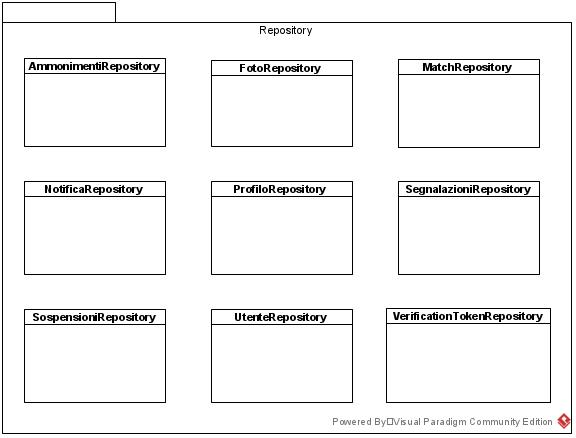 Repository
AmmonimentiRepository
FotoRepository
MatchRepository
NotificaRepository
ProfiloRepository
SegnalazioniRepository
SospensioniRepository
UtenteRepository
VerificationTokenRepository
Powered By□Visual Paradigm Community Edition